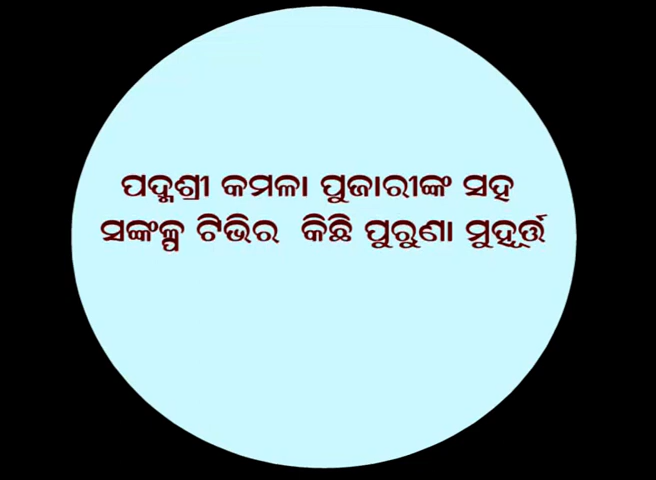 ପଦ୍ମଶ୍ରୀ କମଳା ପୁଜାରୀଙ୍କ ସହ
ସଙ୍କଳ୍ପ ଟିଭିର କିଛି ପୁରୁଣା ମୁହୂର୍ତ୍ତ